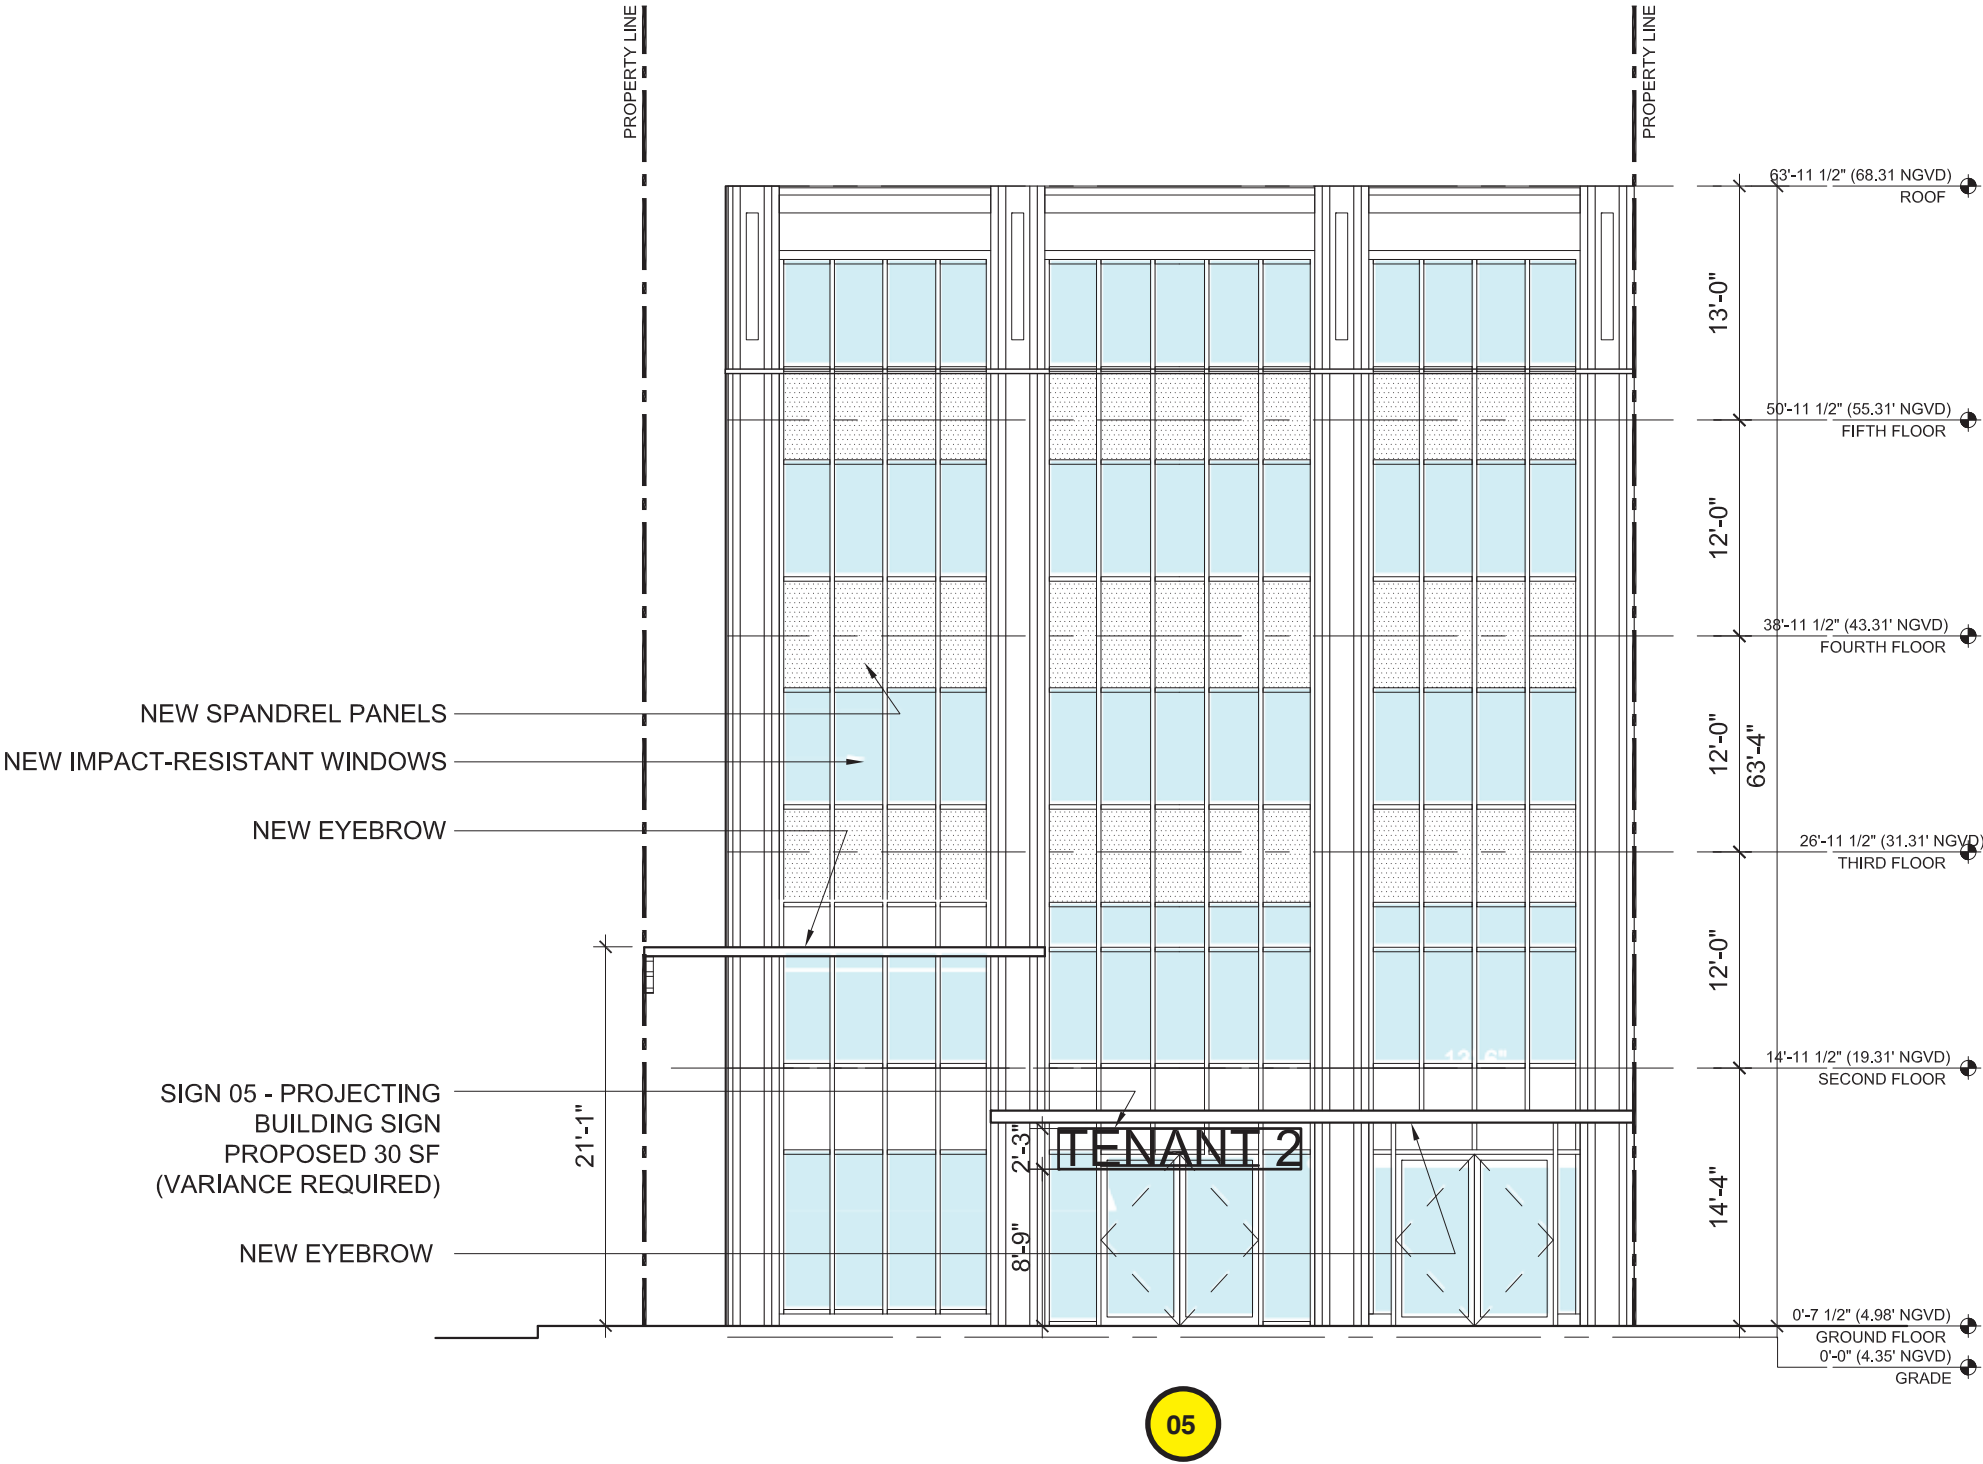 PROPERTY LINE
PROPERTY LINE
63'-11 1/2" (68.31 NGVD)
ROOF
13'-0"
50'-11 1/2" (55.31' NGVD)
FIFTH FLOOR
12'-0"
38'-11 1/2" (43.31' NGVD)
FOURTH FLOOR
NEW SPANDREL PANELS
NEW IMPACT-RESISTANT WINDOWS
12'-0"
63'-4"
NEW EYEBROW
26'-11 1/2" (31.31' NGVD)
THIRD FLOOR
12'-0"
13'-6"
14'-11 1/2" (19.31' NGVD)
SECOND FLOOR
SIGN 05 - PROJECTING
BUILDING SIGN
PROPOSED 30 SF
(VARIANCE REQUIRED)
21'-1"
2'-3"
TENANT 2
14'-4"
NEW EYEBROW
8'-9"
0'-7 1/2" (4.98' NGVD)
GROUND FLOOR
0'-0" (4.35' NGVD)
GRADE
05